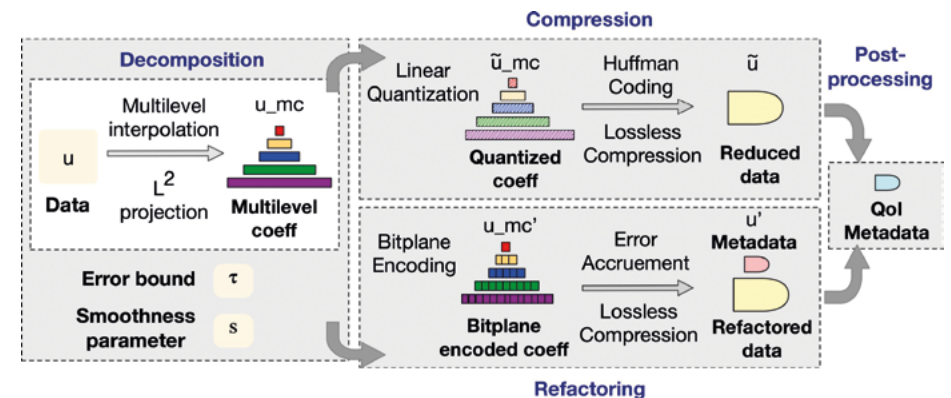 Compression
Decomposition
Multilevel
interpolation
u_mc
u
L²
projection
Data
Multilevel
coeff
Error bound
τ
Smoothness
parameter
s
Linear
Quantization
ũ_mc
Huffman
Coding
ũ
Lossless
Compression
Quantized
coeff
Reduced
data
Post-
processing
QoI
Metadata
Bitplane
Encoding
u_mc’
Error
Accruement
u’
Metadata
Lossless
Compression
Bitplane
encoded coeff
Refactored
data
Refactoring